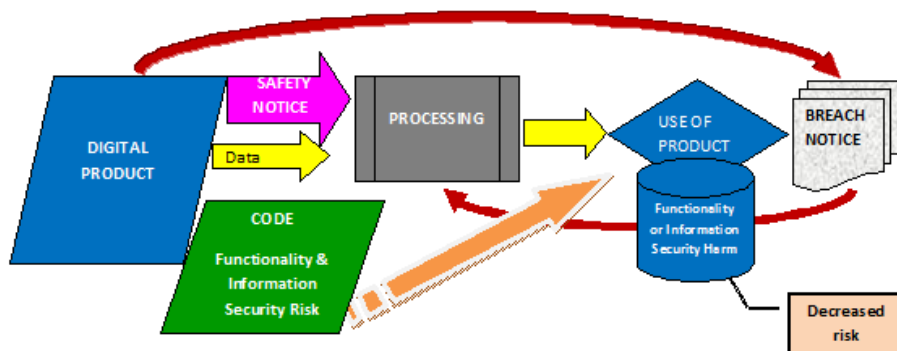 SAFETY
NOTICE
DIGITAL
PRODUCT
Data
PROCESSING
USE OF
PRODUCT
BREACH
NOTICE
CODE
Functionality &
Information
Security Risk
Functionality
or Information
Security Harm
Decreased
risk